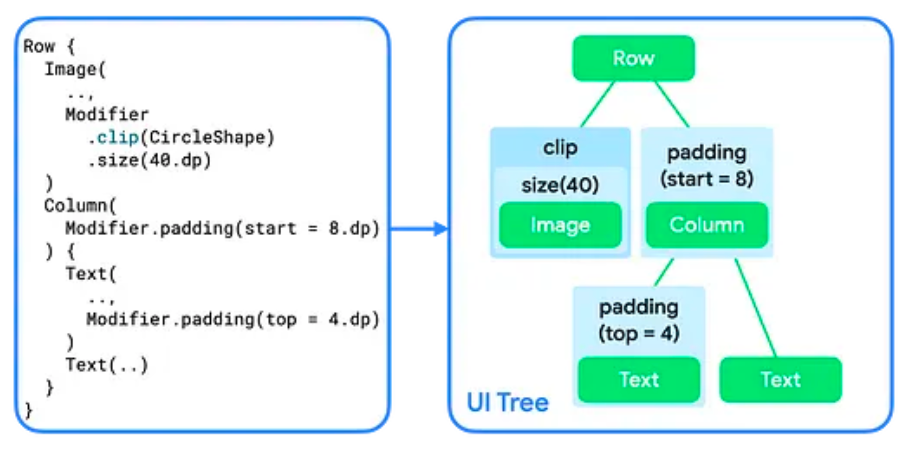 Row {
Image(
..,
Modifier
.clip(CircleShape)
.size(40.dp)
)
Column(
Modifier.padding(start = 8.dp)
) {
Text(
..,
Modifier.padding(top = 4.dp)
)
Text(..)
}
}
Row
clip
size(40)
Image
padding
(start = 8)
Column
padding
(top = 4)
Text
Text
UI Tree